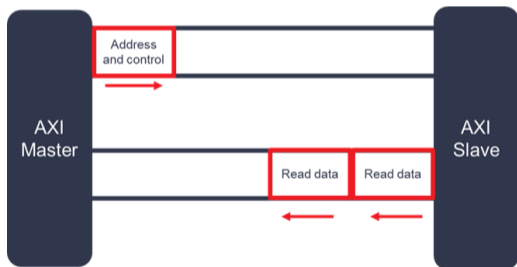 Address
and control
AXI
Master
AXI
Slave
Read data
Read data